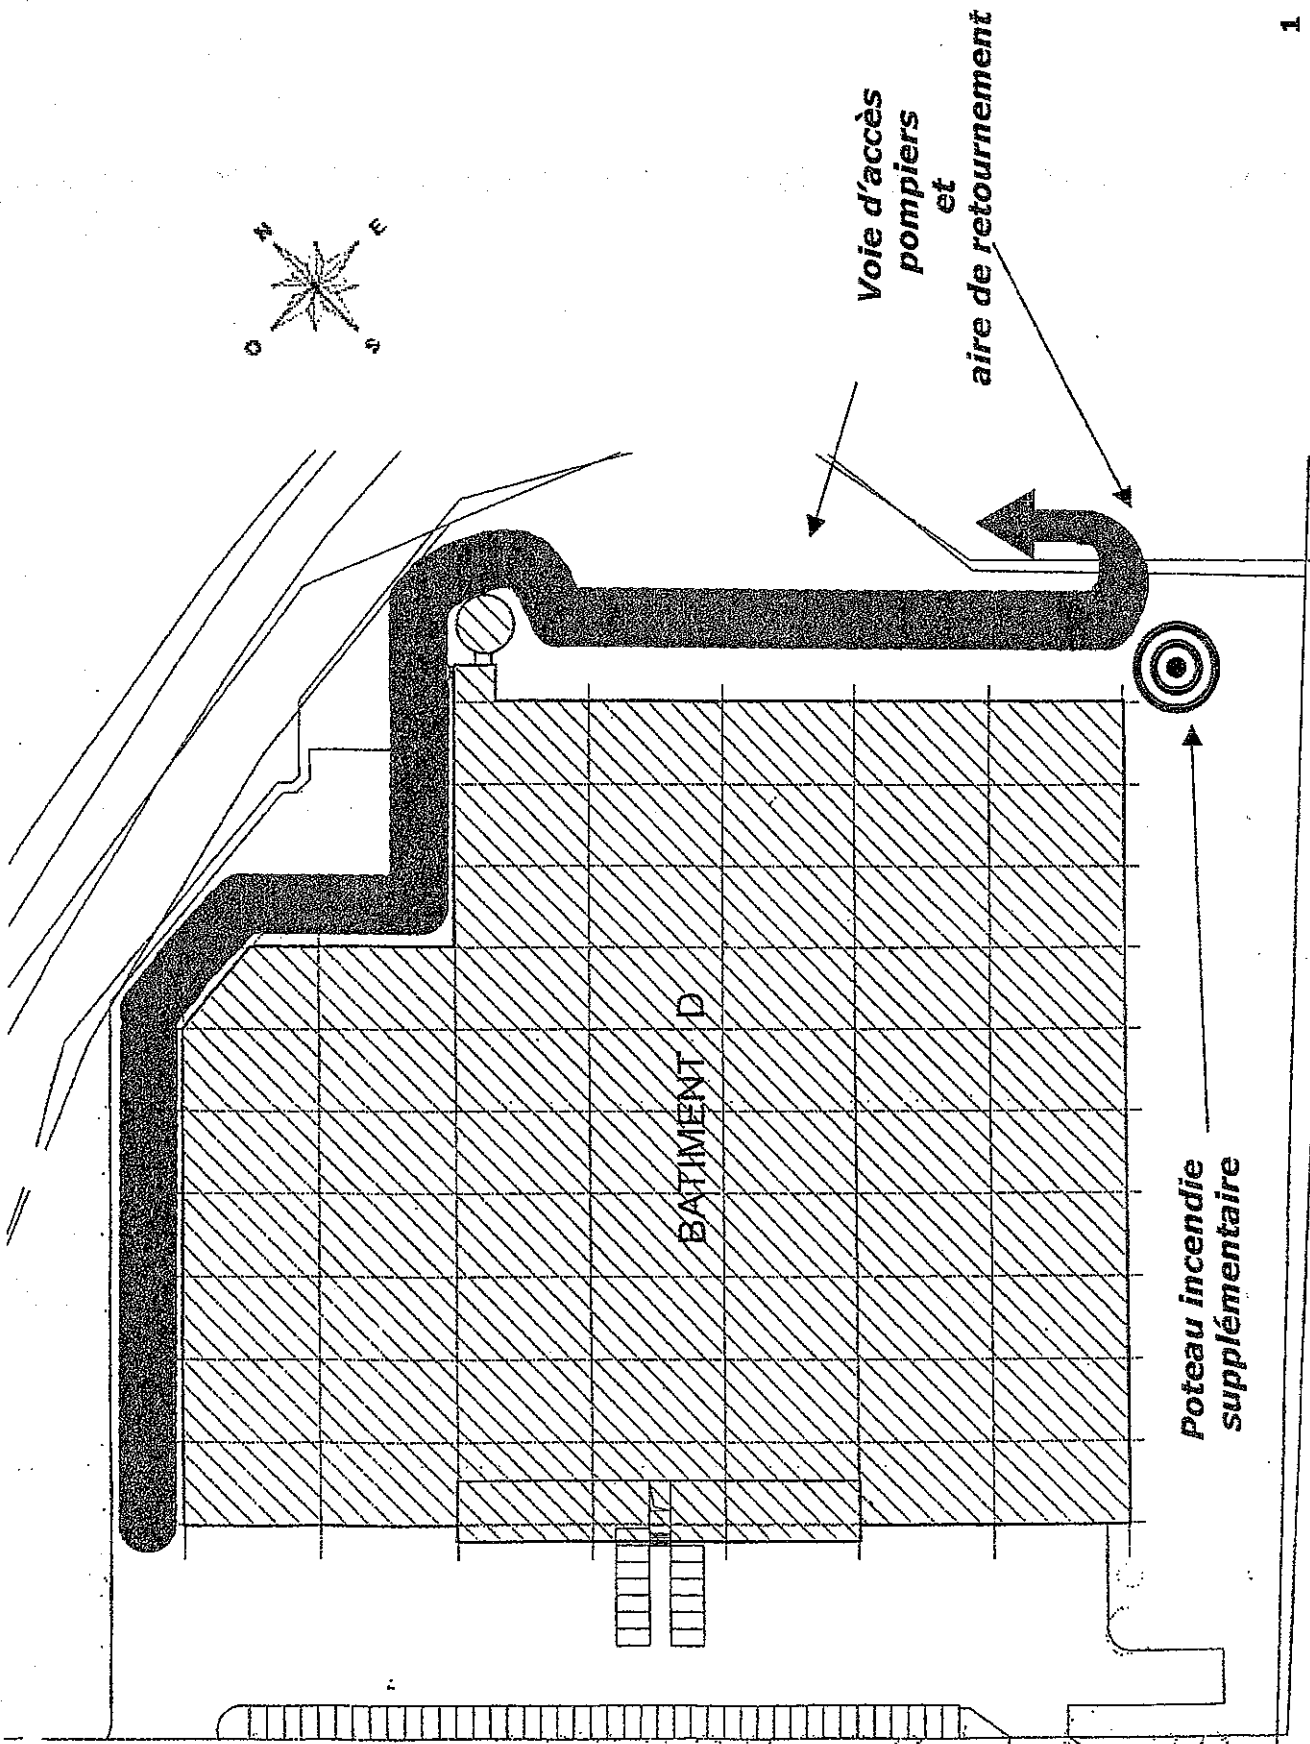 1
Voie d'accès
pompiers
et
aire de retournement
N
E
S
O
BATIMENT D
Poteau incendie
supplémentaire